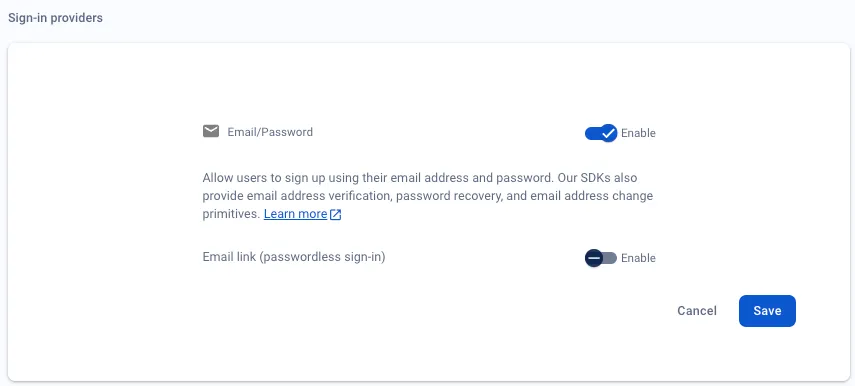 Sign-in providers
Email/Password
Enable
Allow users to sign up using their email address and password. Our SDKs also
provide email address verification, password recovery, and email address change
primitives. Learn more
Email link (passwordless sign-in)
Enable
Cancel
Save